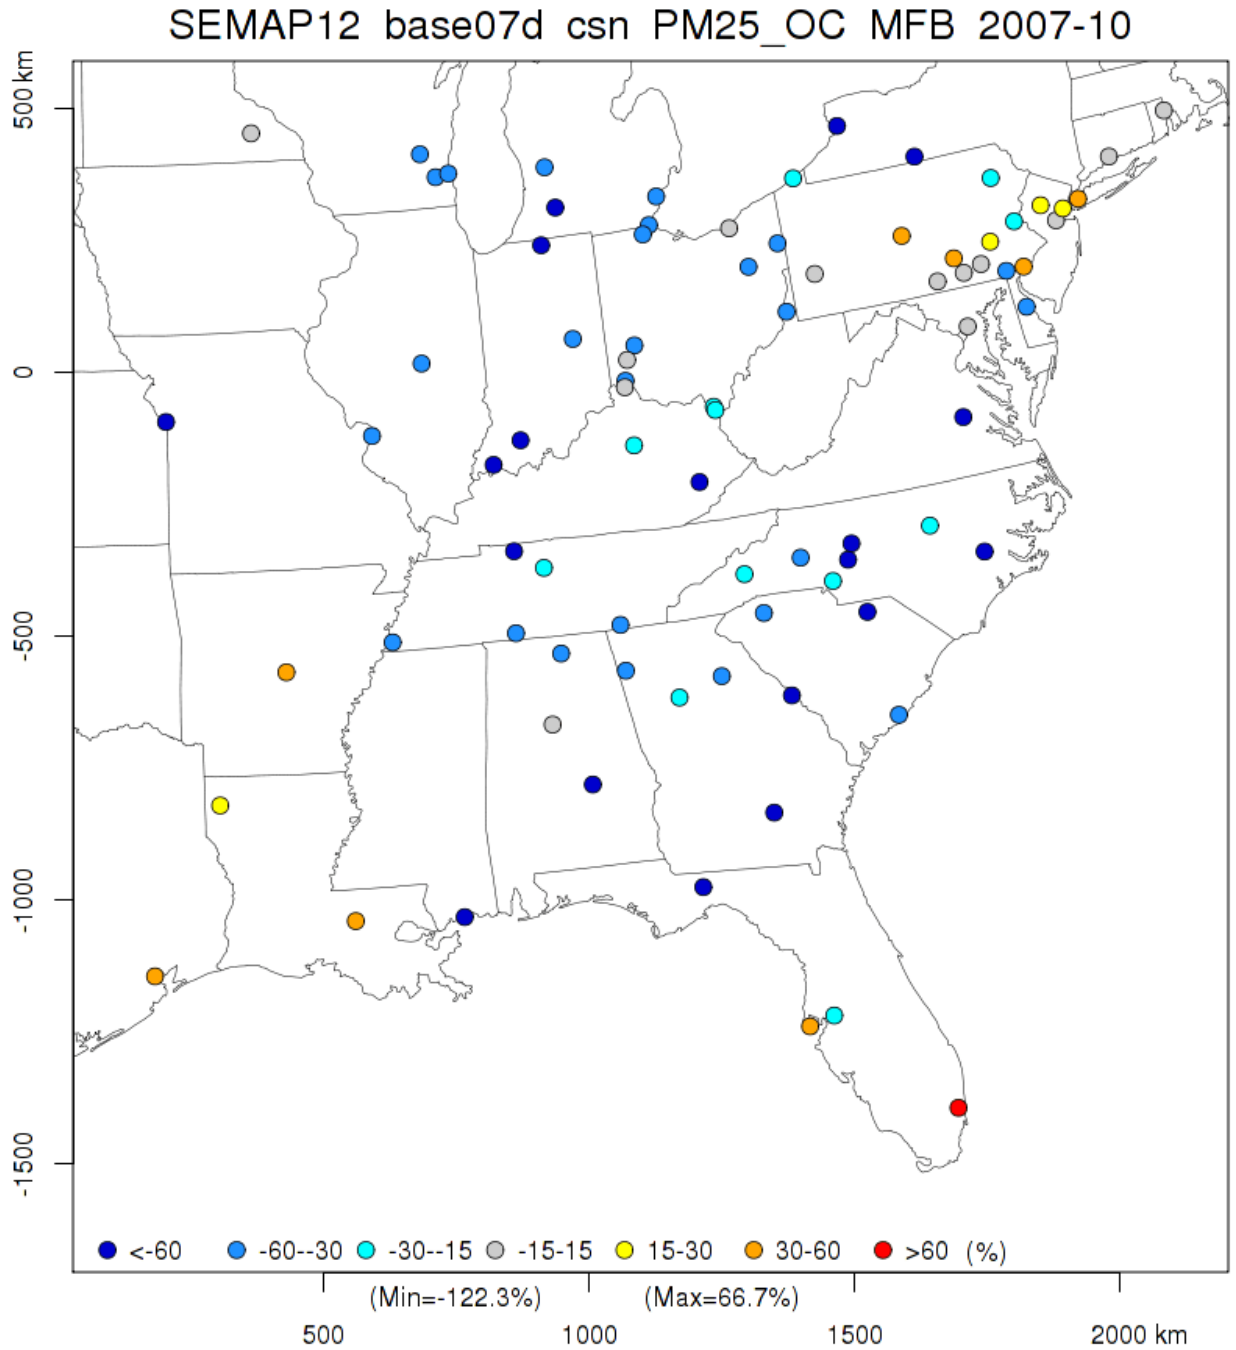 SEMAP12 base07d csn PM25_OC MFB 2007-10
500 km
0
-500
-1000
-1500
<-60 -60--30 -30--15 -15-15 15-30 30-60 >60 (%)
(Min=-122.3%) (Max=66.7%)
500 1000 1500 2000 km